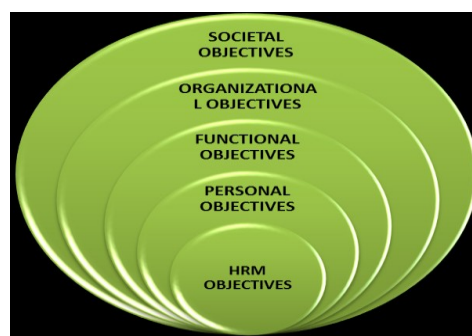 SOCIETAL
OBJECTIVES
ORGANIZATIONA
L OBJECTIVES
FUNCTIONAL
OBJECTIVES
PERSONAL
OBJECTIVES
HRM
OBJECTIVES